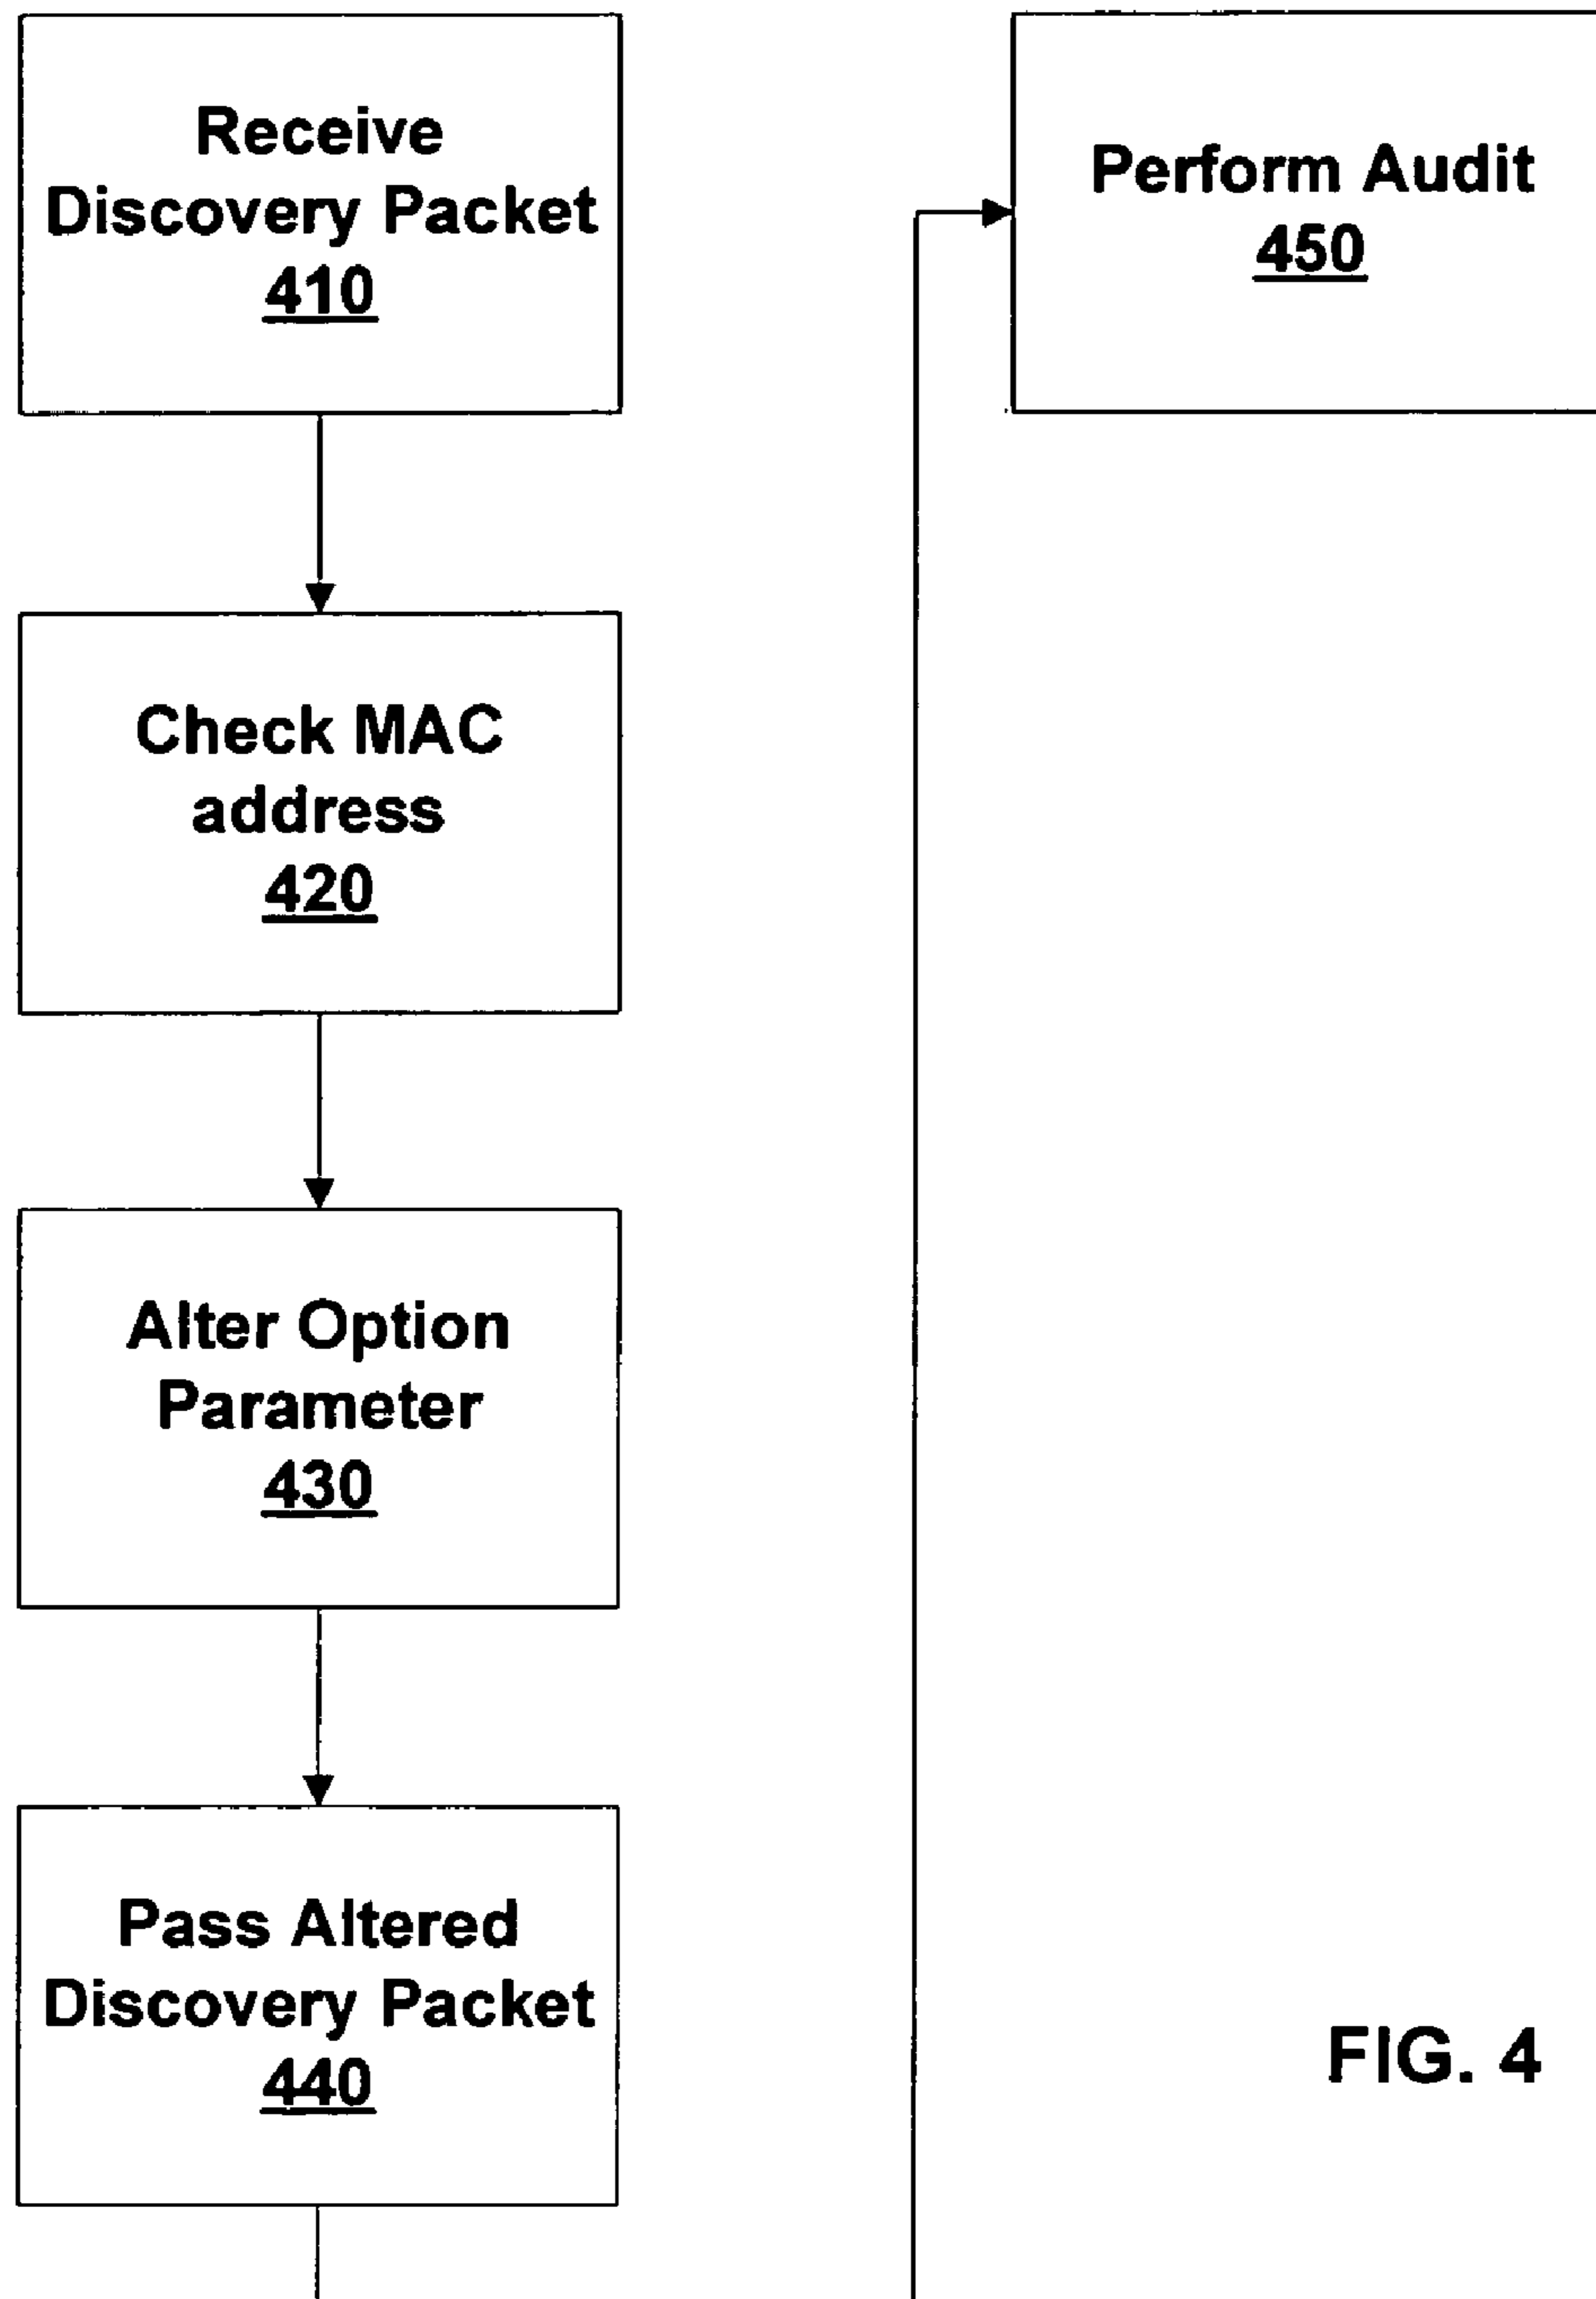 Receive
Discovery Packet
410
Check MAC
address
420
Alter Option
Parameter
430
Pass Altered
Discovery Packet
440
Perform Audit
450
FIG. 4